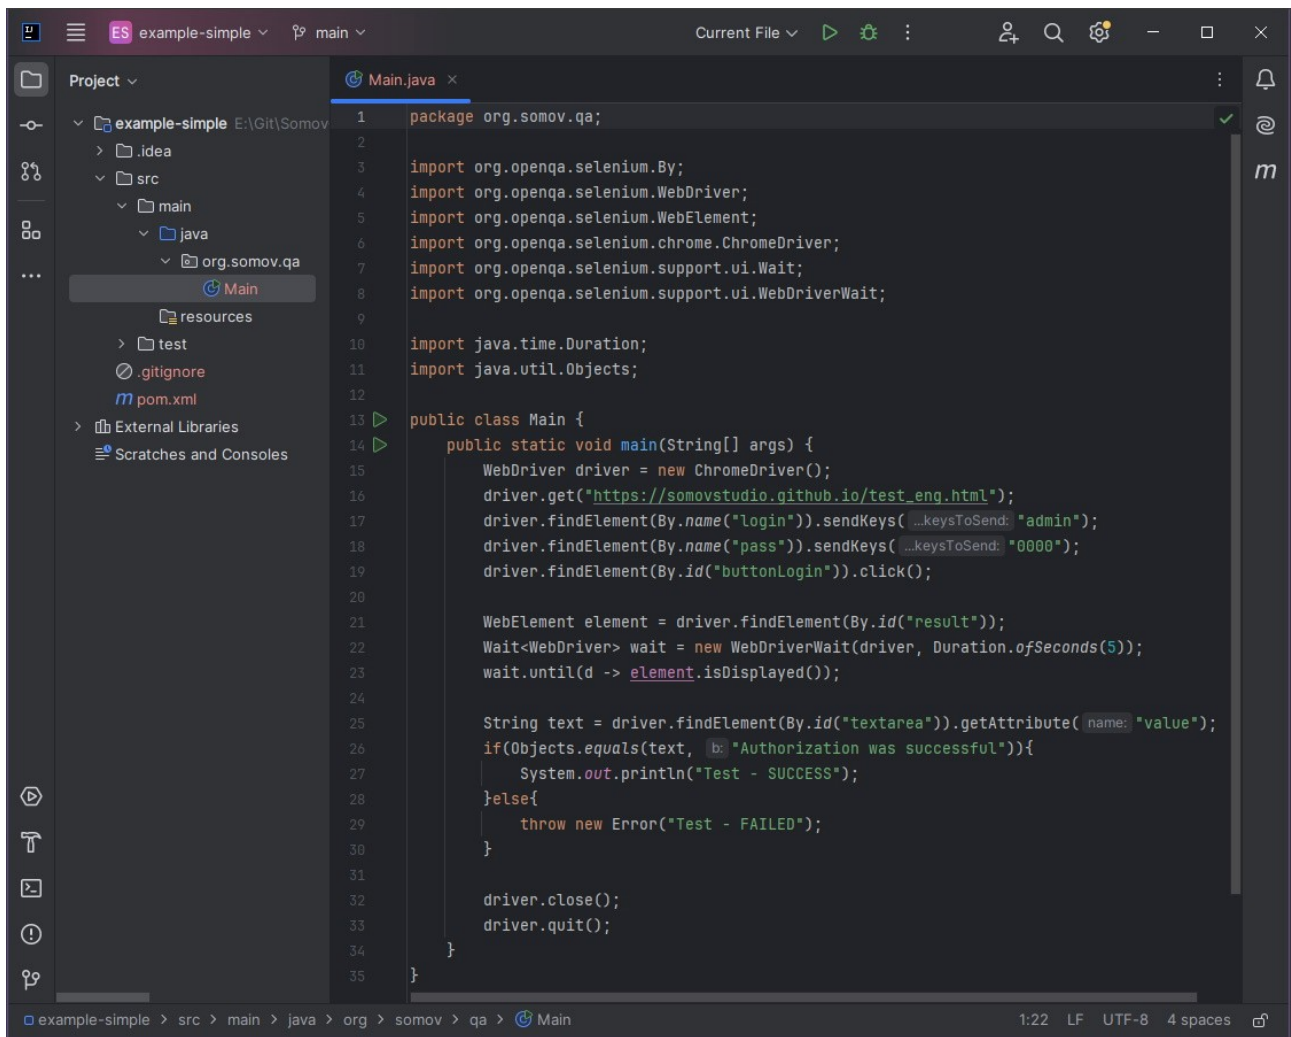 ES example-simple main Current File
Project
Main.java
example-simple E:\Git\Somov
.idea
src
main
java
org.somov.qa
Main
resources
test
.gitignore
m pom.xml
External Libraries
Scratches and Consoles
1 package org.somov.qa;
2
3 import org.openqa.selenium.By;
4 import org.openqa.selenium.WebDriver;
5 import org.openqa.selenium.WebElement;
6 import org.openqa.selenium.chrome.ChromeDriver;
7 import org.openqa.selenium.support.ui.Wait;
8 import org.openqa.selenium.support.ui.WebDriverWait;
9
10 import java.time.Duration;
11 import java.util.Objects;
12
13 public class Main {
14 public static void main(String[] args) {
15 WebDriver driver = new ChromeDriver();
16 driver.get("https://somovstudio.github.io/test_eng.html");
17 driver.findElement(By.name("login")).sendKeys( ...keysToSend: "admin");
18 driver.findElement(By.name("pass")).sendKeys( ...keysToSend: "0000");
19 driver.findElement(By.id("buttonLogin")).click();
20
21 WebElement element = driver.findElement(By.id("result"));
22 Wait<WebDriver> wait = new WebDriverWait(driver, Duration.ofSeconds(5));
23 wait.until(d -> element.isDisplayed());
24
25 String text = driver.findElement(By.id("textarea")).getAttribute( name: "value");
26 if(Objects.equals(text, b: "Authorization was successful")){
27 System.out.println("Test - SUCCESS");
28 }else{
29 throw new Error("Test - FAILED");
30 }
31
32 driver.close();
33 driver.quit();
34 }
35 }
m
example-simple > src > main > java > org > somov > qa > Main 1:22 LF UTF-8 4 spaces